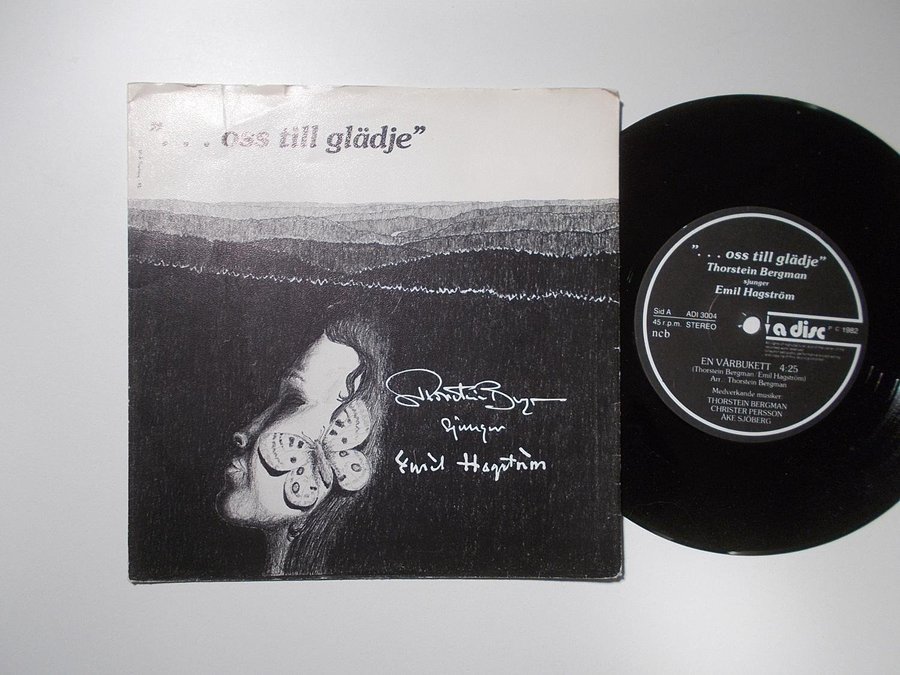 ". . . oss till glädje"
Thorstein Bergman
sjunger
Emil Hagström
". . . oss till glädje"
Thorstein Bergman
sjunger
Emil Hagström
Sid A ADI 3004
45 r.p.m. STEREO
ncb
a disc
P C 1982
EN VÅRBUKETT 4:25
(Thorstein Bergman/Emil Hagström)
Arr.: Thorstein Bergman
Medverkande musiker:
THORSTEIN BERGMAN
CHRISTER PERSSON
ÅKE SJÖBERG